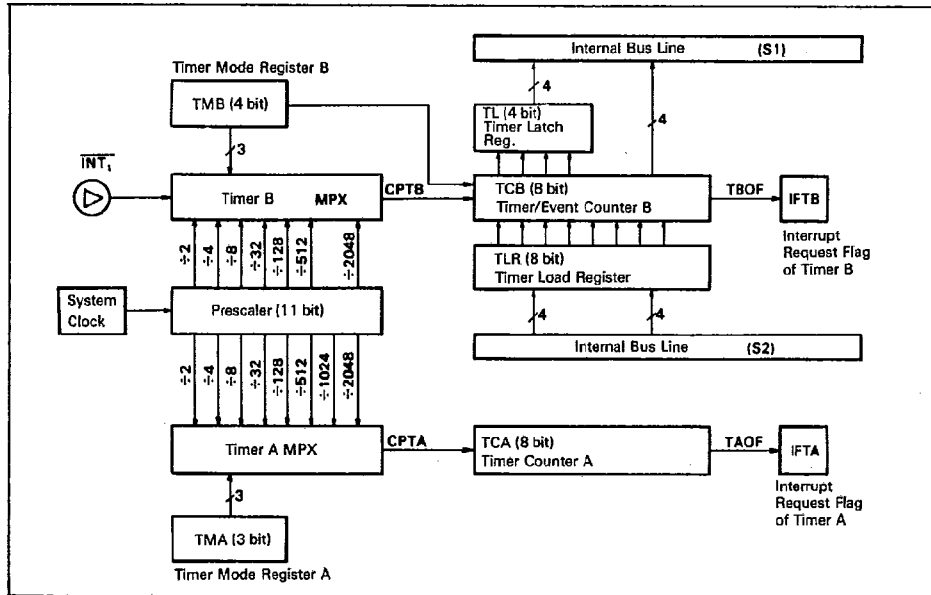 Internal Bus Line (S1)
Timer Mode Register B
TMB (4 bit)
4
TL (4 bit)
Timer Latch
Reg.
4
3
INT₁
Timer B MPX
CPTB
TCB (8 bit)
Timer/Event Counter B
TBOF
IFTB
Interrupt
Request Flag
of Timer B
÷2
÷4
÷8
÷32
÷128
÷512
÷2048
TLR (8 bit)
Timer Load Register
System
Clock
Prescaler (11 bit)
4
4
Internal Bus Line (S2)
÷2
÷4
÷8
÷32
÷128
÷512
÷1024
÷2048
Timer A MPX
CPTA
TCA (8 bit)
Timer Counter A
TAOF
IFTA
Interrupt
Request Flag
of Timer A
3
TMA (3 bit)
Timer Mode Register A